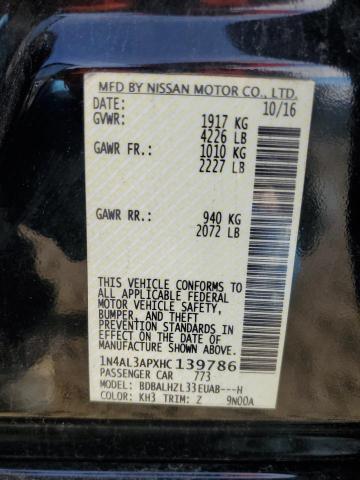 MFD BY NISSAN MOTOR CO., LTD.
DATE: 10/16
GVWR: 1917 KG
4226 LB
GAWR FR.: 1010 KG
2227 LB
GAWR RR.: 940 KG
2072 LB
THIS VEHICLE CONFORMS TO
ALL APPLICABLE FEDERAL
MOTOR VEHICLE SAFETY,
BUMPER, AND THEFT
PREVENTION STANDARDS IN
EFFECT ON THE DATE OF
MANUFACTURE SHOWN ABOVE.
1N4AL3APXHC139786
PASSENGER CAR 773
MODEL: BDBALHZL33EUAB---H
COLOR: KH3 TRIM: Z 9N00A